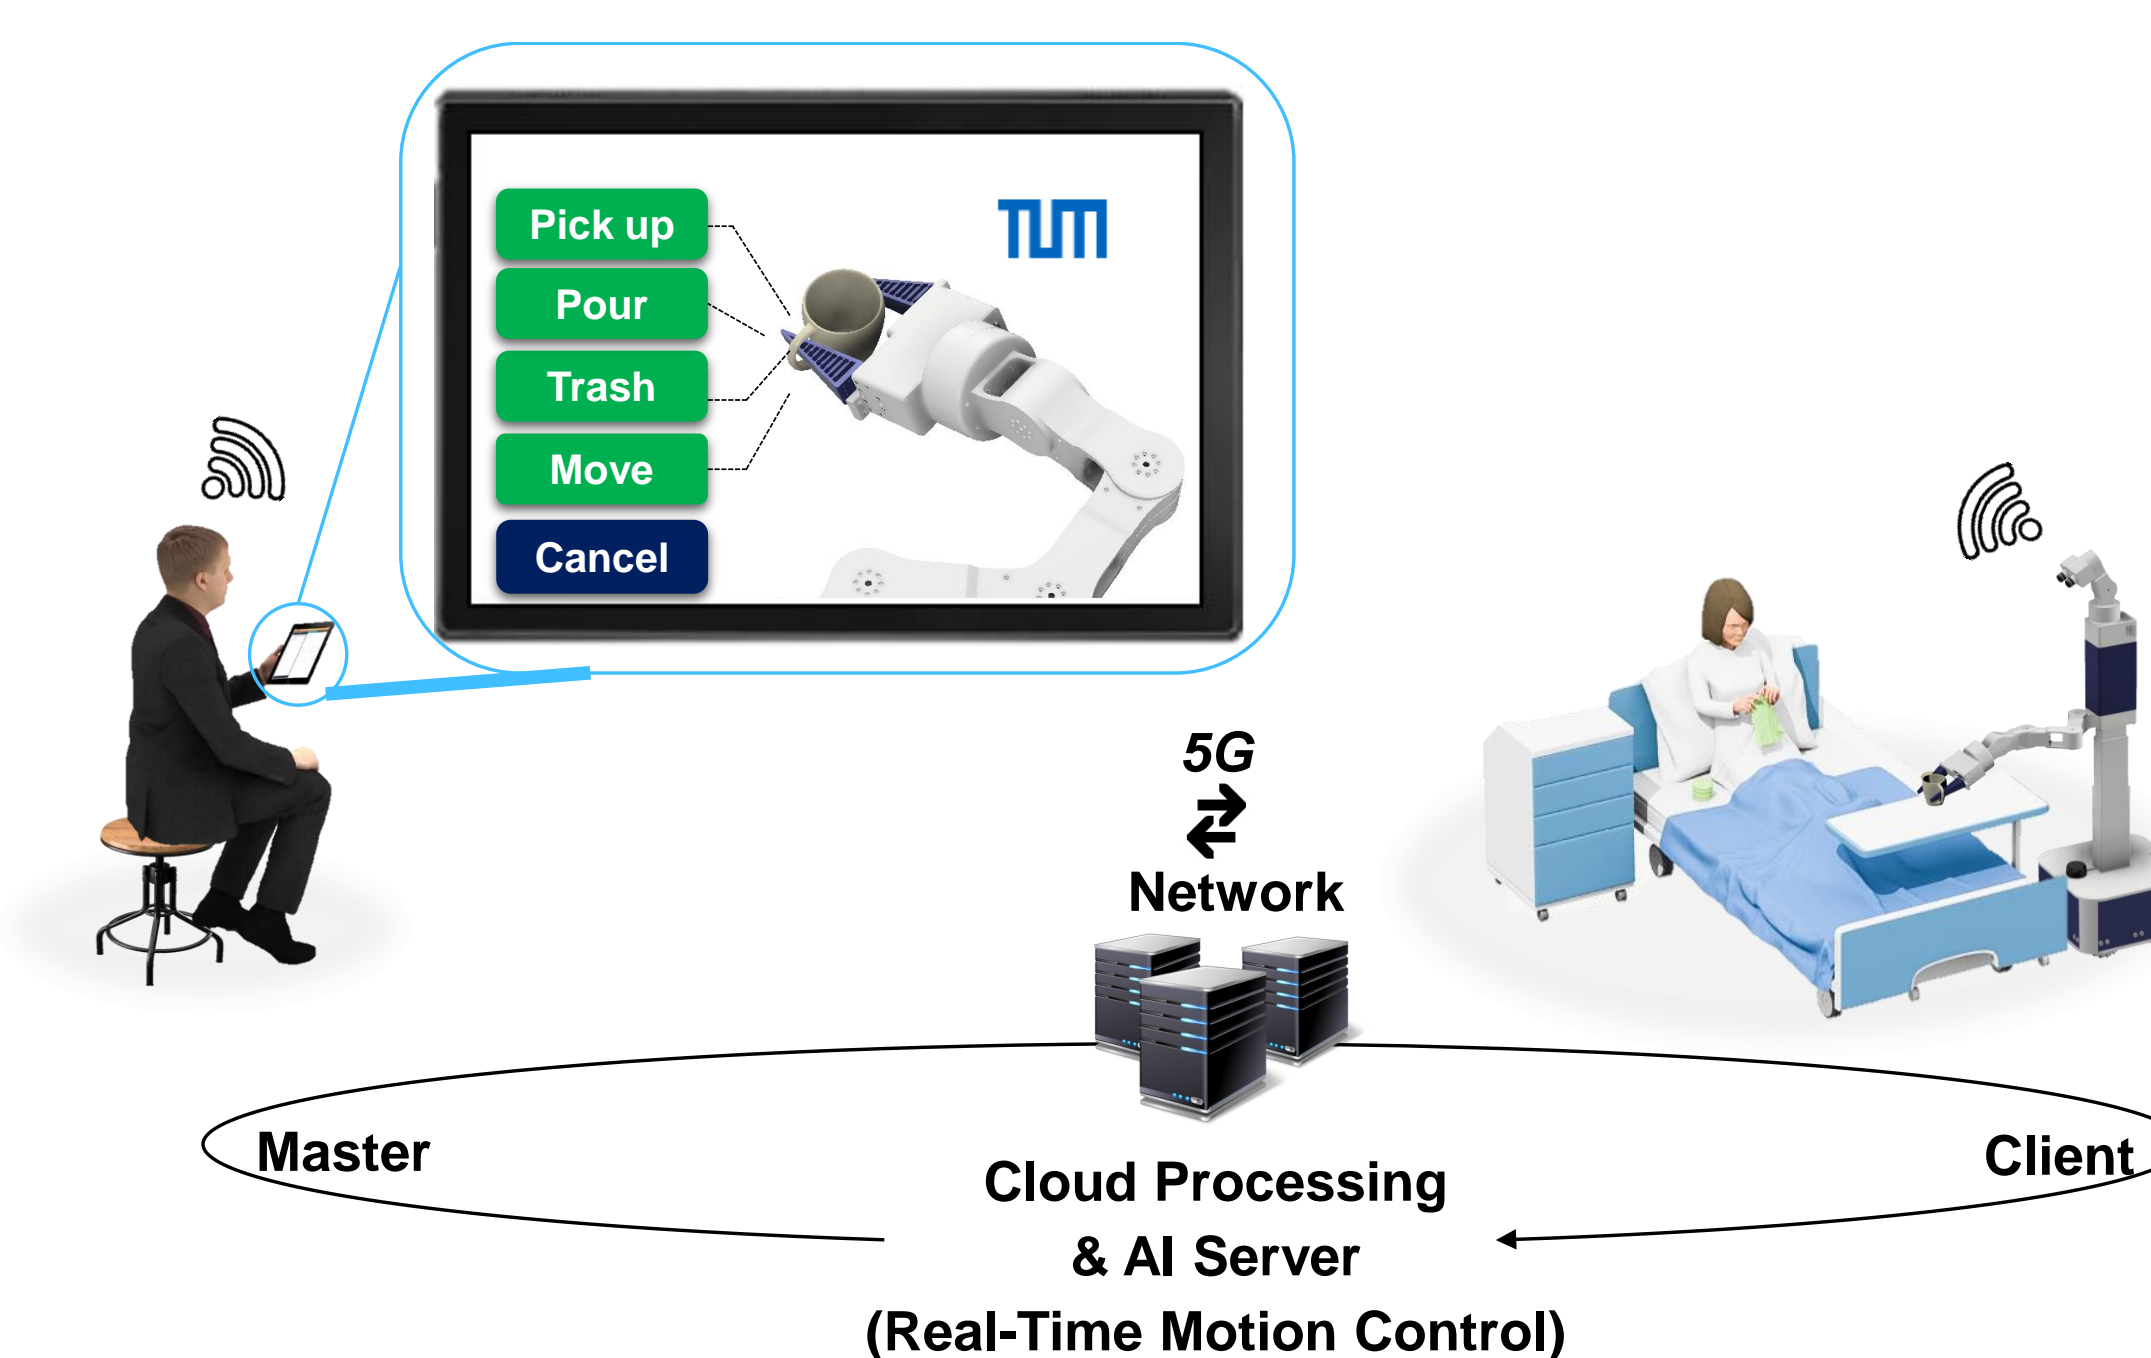 TUM
Pick up
Pour
Trash
Move
Cancel
5G
Network
Master
Client
Cloud Processing
& AI Server
(Real-Time Motion Control)